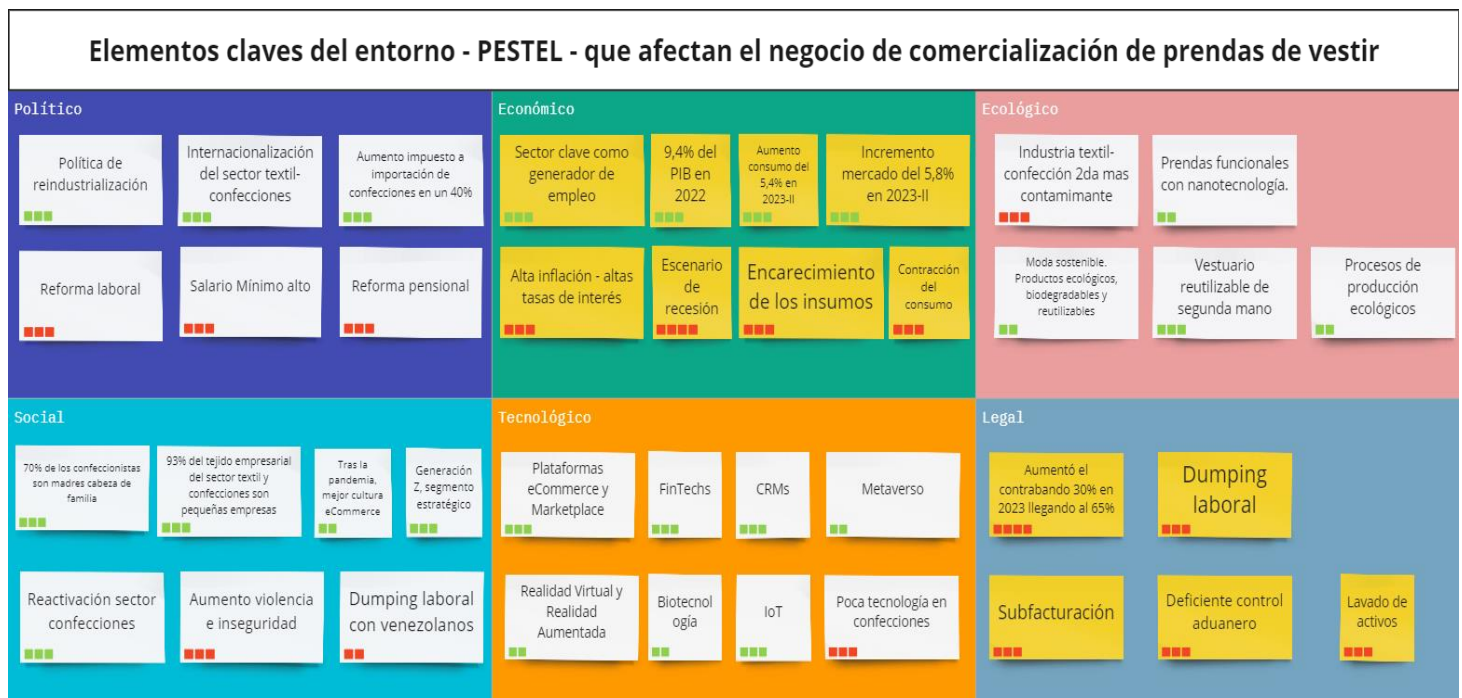 Elementos claves del entorno - PESTEL - que afectan el negocio de comercialización de prendas de vestir
Político
Política de
reindustrialización
Internacionalización
del sector textil-
confecciones
Aumento impuesto a
importación de
confecciones en un 40%
Reforma laboral
Salario Mínimo alto
Reforma pensional
Económico
Sector clave como
generador de
empleo
9,4% del
PIB en
2022
Aumento
consumo del
5,4% en
2023-II
Incremento
mercado del 5,8%
en 2023-II
Alta inflación - altas
tasas de interés
Escenario
de
recesión
Encarecimiento
de los insumos
Contracción
del
consumo
Ecológico
Industria textil-
confección 2da mas
contamimante
Prendas funcionales
con nanotecnología.
Moda sostenible.
Productos ecológicos,
biodegradables y
reutilizables
Vestuario
reutilizable de
segunda mano
Procesos de
producción
ecológicos
Social
70% de los confeccionistas
son madres cabeza de
familia
93% del tejido empresarial
del sector textil y
confecciones son
pequeñas empresas
Tras la
pandemia,
mejor cultura
eCommerce
Generación
Z, segmento
estratégico
Reactivación sector
confecciones
Aumento violencia
e inseguridad
Dumping laboral
con venezolanos
Tecnológico
Plataformas
eCommerce y
Marketplace
FinTechs
CRMs
Metaverso
Realidad Virtual y
Realidad
Aumentada
Biotecnol
ogía
IoT
Poca tecnología en
confecciones
Legal
Aumentó el
contrabando 30% en
2023 llegando al 65%
Dumping
laboral
Subfacturación
Deficiente control
aduanero
Lavado de
activos